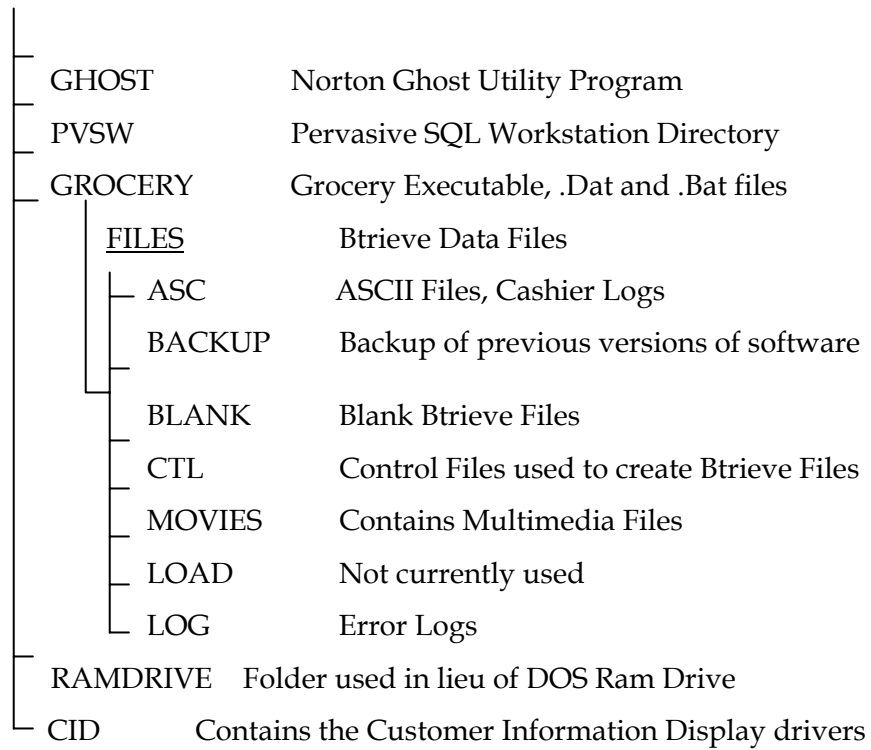 GHOST Norton Ghost Utility Program
PVSW Pervasive SQL Workstation Directory
GROCERY Grocery Executable, .Dat and .Bat files
FILES Btrieve Data Files
ASC ASCII Files, Cashier Logs
BACKUP Backup of previous versions of software
BLANK Blank Btrieve Files
CTL Control Files used to create Btrieve Files
MOVIES Contains Multimedia Files
LOAD Not currently used
LOG Error Logs
RAMDRIVE Folder used in lieu of DOS Ram Drive
CID Contains the Customer Information Display drivers